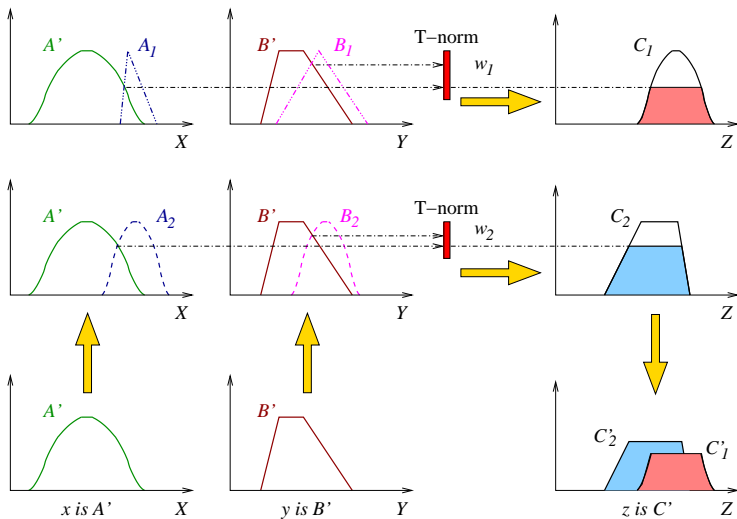 A' A₁ B' B₁ T−norm w₁ C₁
X Y Z
A' A₂ B' B₂ T−norm w₂ C₂
X Y Z
A' B' C'₂ C'₁
X Y Z
x is A' y is B' z is C'